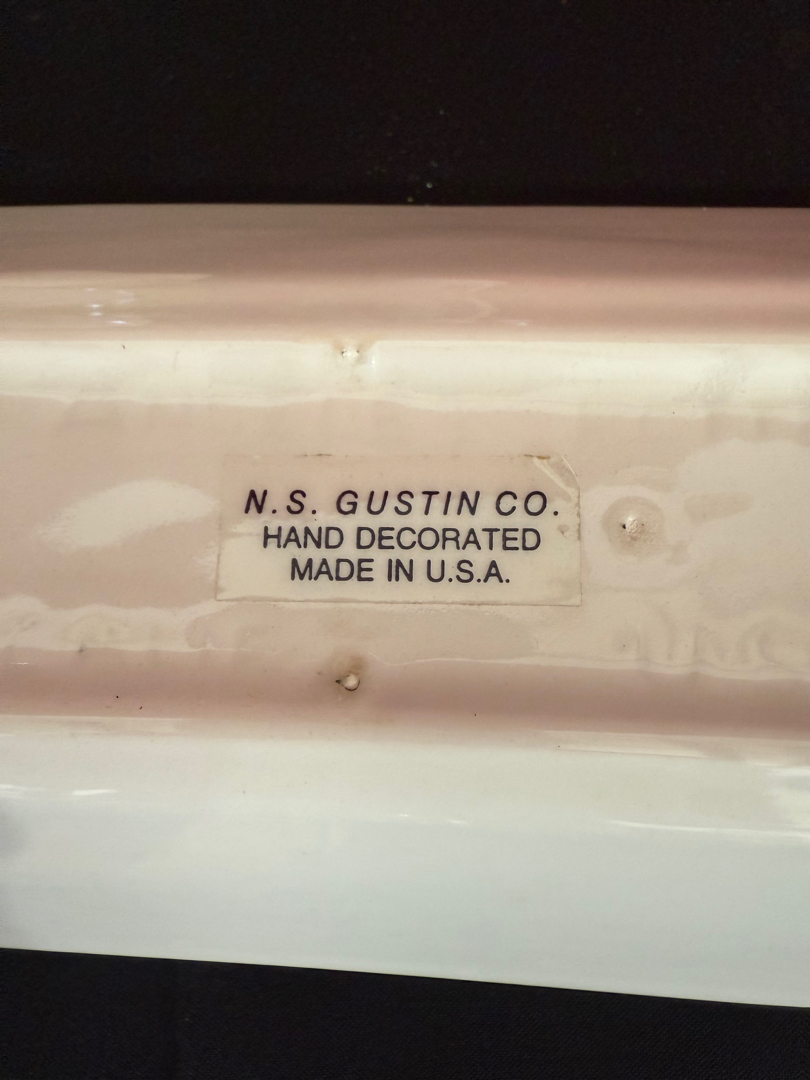 N.S. GUSTIN CO.
HAND DECORATED
MADE IN U.S.A.